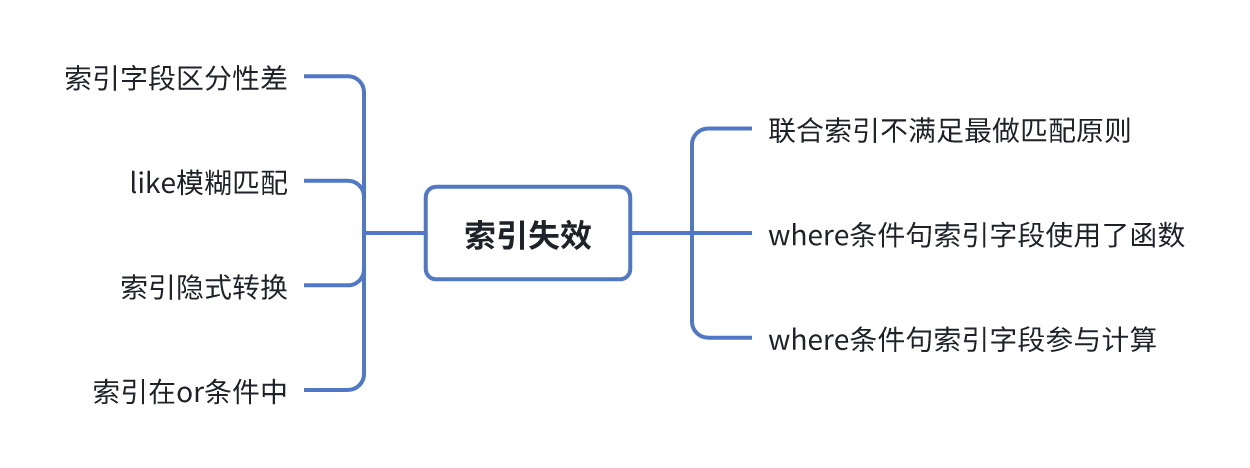 索引失效
联合索引不满足最做匹配原则
where条件句索引字段使用了函数
where条件句索引字段参与计算
索引字段区分性差
like模糊匹配
索引隐式转换
索引在or条件中